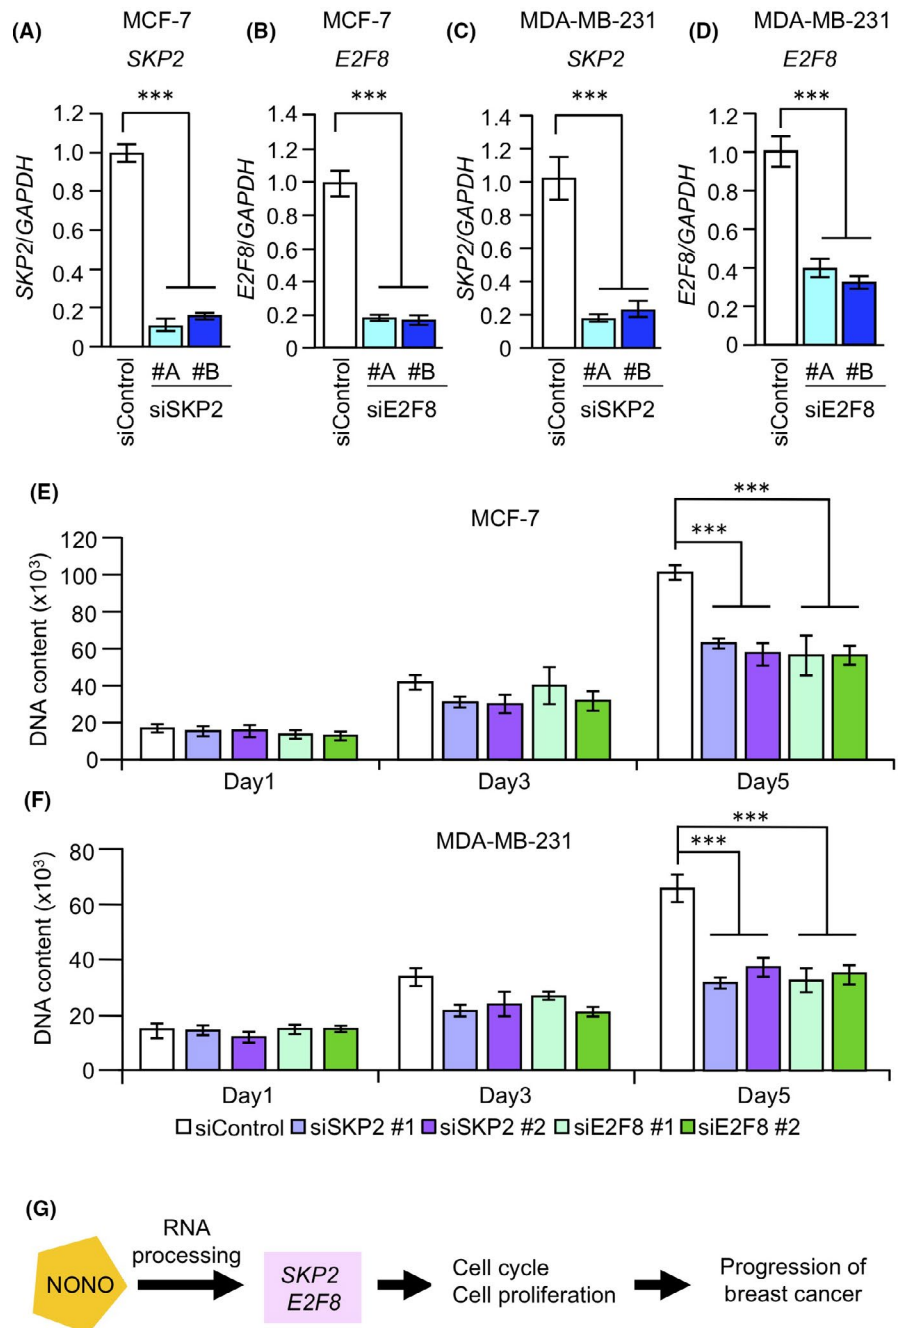 (A) MCF-7
SKP2
***
SKP2/GAPDH
1.2
1.0
0.8
0.6
0.4
0.2
0
siControl
#A #B
siSKP2
(B) MCF-7
E2F8
***
E2F8/GAPDH
1.4
1.2
1.0
0.8
0.6
0.4
0.2
0
siControl
#A #B
siE2F8
(C) MDA-MB-231
SKP2
***
SKP2/GAPDH
1.4
1.2
1.0
0.8
0.6
0.4
0.2
0
siControl
#A #B
siSKP2
(D) MDA-MB-231
E2F8
***
E2F8/GAPDH
1.2
1.0
0.8
0.6
0.4
0.2
0
siControl
#A #B
siE2F8
(E)
MCF-7
***
***
DNA content (x10³)
120
100
80
60
40
20
0
Day1 Day3 Day5
(F)
MDA-MB-231
***
***
DNA content (x10³)
80
60
40
20
0
Day1 Day3 Day5
siControl siSKP2 #1 siSKP2 #2 siE2F8 #1 siE2F8 #2
(G)
NONO
RNA
processing
SKP2
E2F8
Cell cycle
Cell proliferation
Progression of
breast cancer